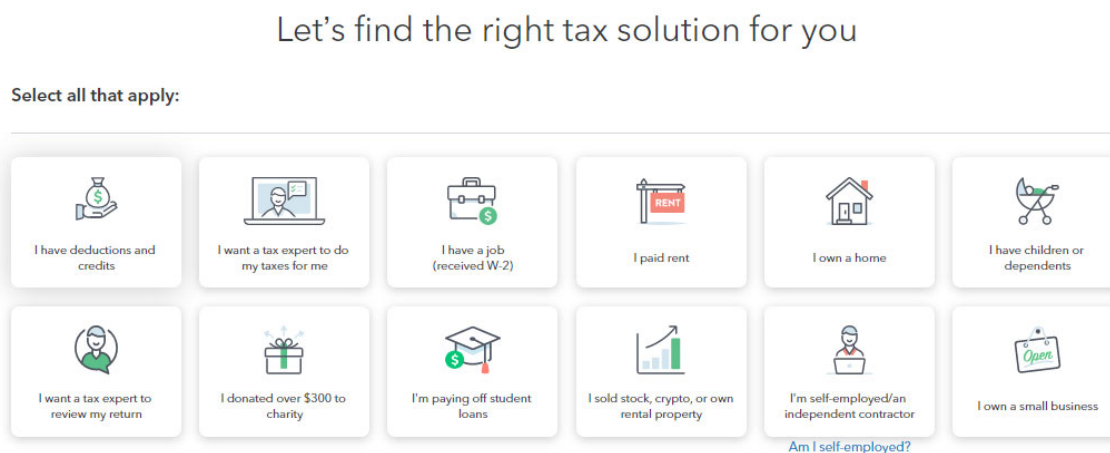 Let's find the right tax solution for you
Select all that apply:
$
$
RENT
I have deductions and
credits
I want a tax expert to do
my taxes for me
I have a job
(received W-2)
I paid rent
I own a home
I have children or
dependents
$
Open
I want a tax expert to
review my return
I donated over $300 to
charity
I'm paying off student
loans
I sold stock, crypto, or own
rental property
I'm self-employed/an
independent contractor
I own a small business
Am I self-employed?